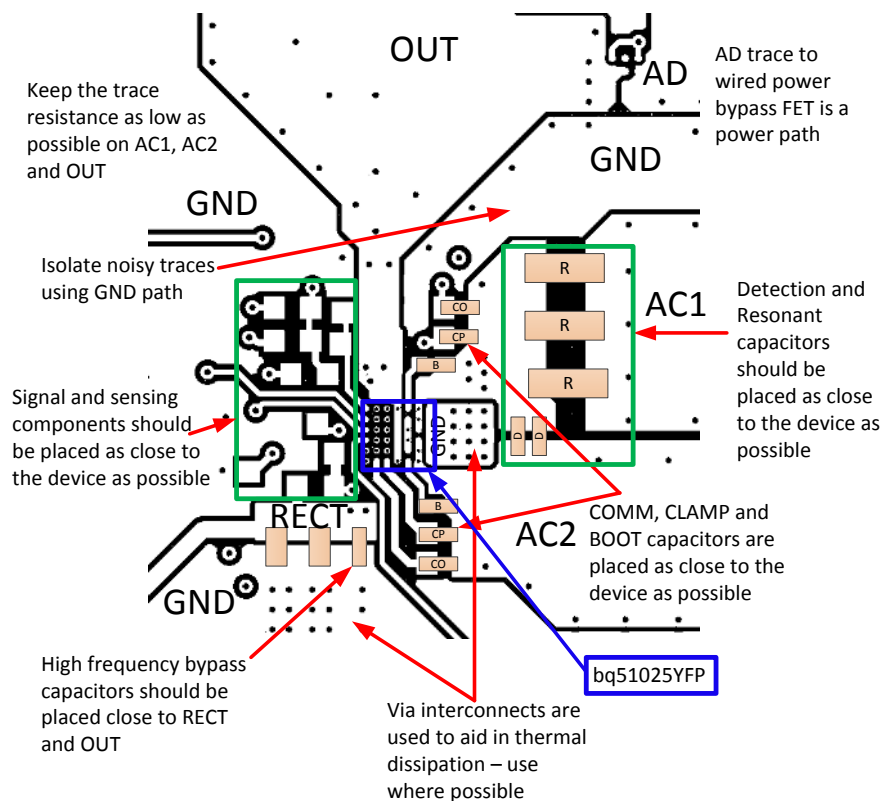 OUT
AD
AD trace to
wired power
bypass FET is a
power path
Keep the trace
resistance as low as
possible on AC1, AC2
and OUT
GND
GND
Isolate noisy traces
using GND path
R
R
R
AC1
CO
CP
B
Detection and
Resonant
capacitors
should be
placed as close
to the device as
possible
Signal and sensing
components should
be placed as close to
the device as possible
GND
D
D
B
CP
CO
RECT
AC2
COMM, CLAMP and
BOOT capacitors are
placed as close to the
device as possible
GND
High frequency bypass
capacitors should be
placed close to RECT
and OUT
bq51025YFP
Via interconnects are
used to aid in thermal
dissipation – use
where possible